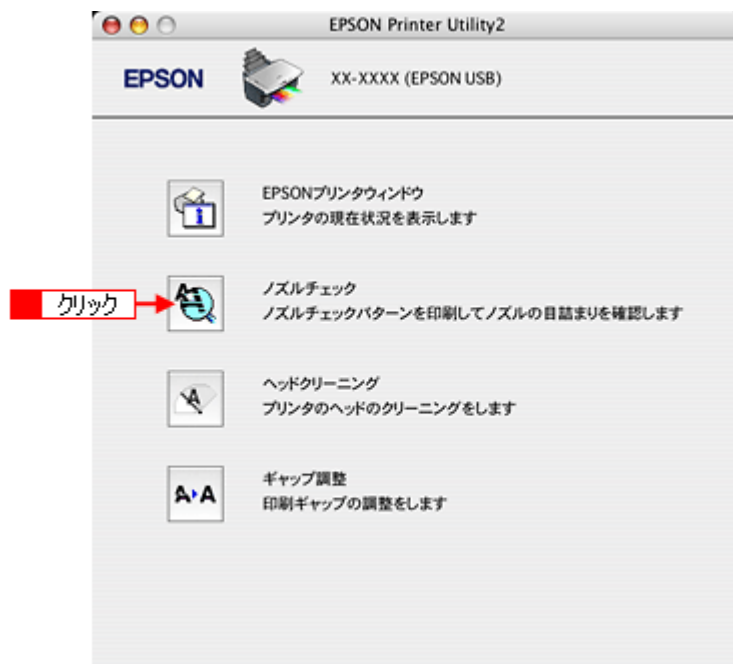 EPSON Printer Utility2
EPSON
XX-XXXX (EPSON USB)
EPSONプリンタウィンドウ
プリンタの現在状況を表示します
クリック
ノズルチェック
ノズルチェックパターンを印刷してノズルの目詰まりを確認します
ヘッドクリーニング
プリンタのヘッドのクリーニングをします
A▸A
ギャップ調整
印刷ギャップの調整をします